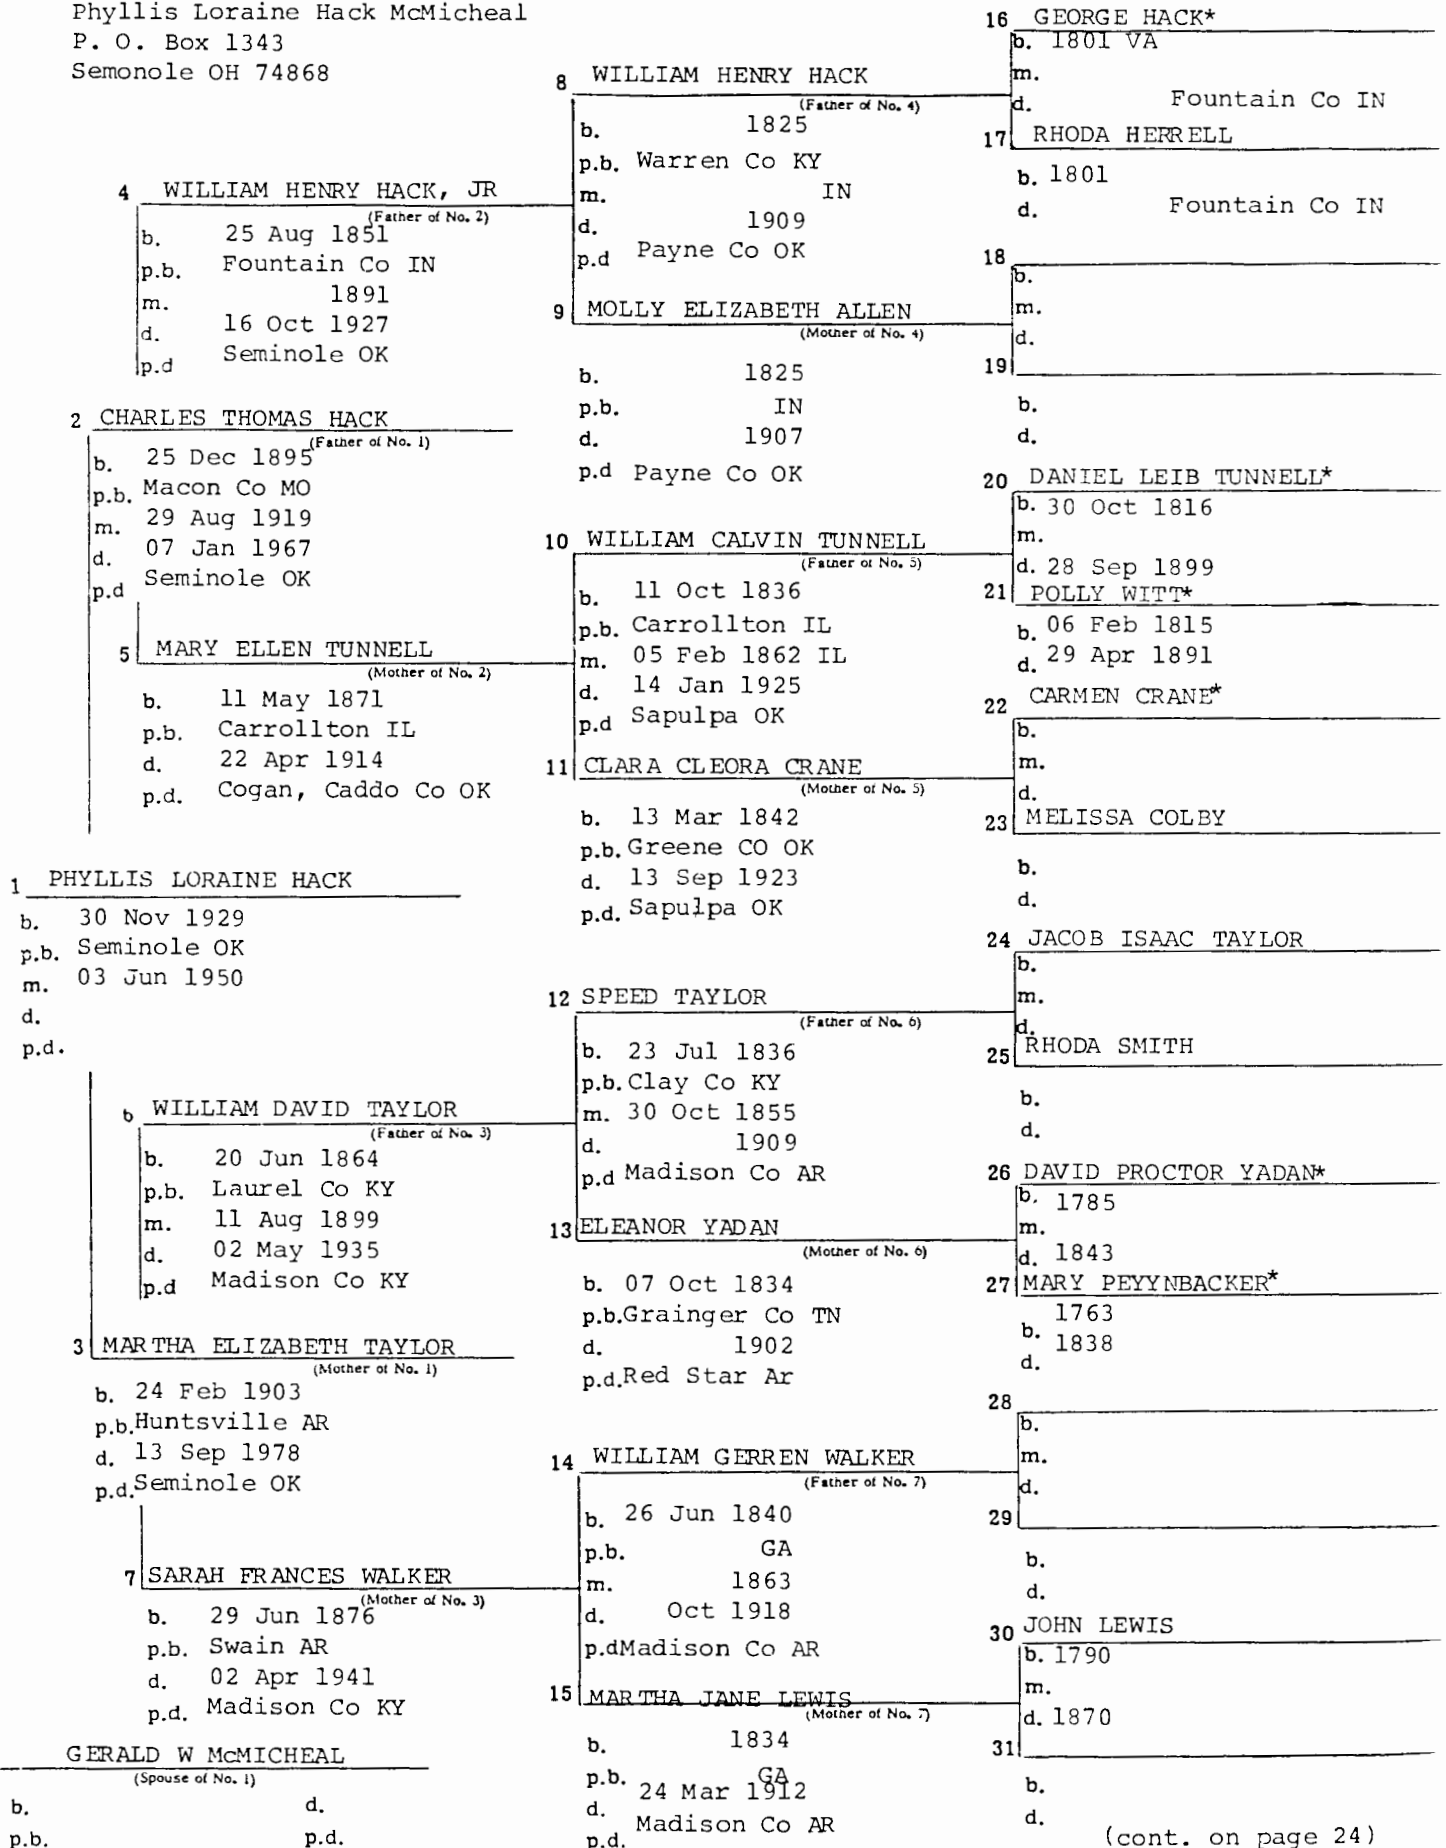 Phyllis Loraine Hack McMicheal
P. O. Box 1343
Semonole OH 74868
1 PHYLLIS LORAINE HACK
b. 30 Nov 1929
p.b. Seminole OK
m. 03 Jun 1950
d.
p.d.
GERALD W McMICHEAL
(Spouse of No. 1)
b. d.
p.b. p.d.
2 CHARLES THOMAS HACK
(Father of No. 1)
b. 25 Dec 1895
p.b. Macon Co MO
m. 29 Aug 1919
d. 07 Jan 1967
p.d Seminole OK
3 MARTHA ELIZABETH TAYLOR
(Mother of No. 1)
b. 24 Feb 1903
p.b. Huntsville AR
d. 13 Sep 1978
p.d. Seminole OK
4 WILLIAM HENRY HACK, JR
(Father of No. 2)
b. 25 Aug 1851
p.b. Fountain Co IN
m. 1891
d. 16 Oct 1927
p.d Seminole OK
5 MARY ELLEN TUNNELL
(Mother of No. 2)
b. 11 May 1871
p.b. Carrollton IL
d. 22 Apr 1914
p.d. Cogan, Caddo Co OK
6 WILLIAM DAVID TAYLOR
(Father of No. 3)
b. 20 Jun 1864
p.b. Laurel Co KY
m. 11 Aug 1899
d. 02 May 1935
p.d Madison Co KY
7 SARAH FRANCES WALKER
(Mother of No. 3)
b. 29 Jun 1876
p.b. Swain AR
d. 02 Apr 1941
p.d. Madison Co KY
8 WILLIAM HENRY HACK
(Father of No. 4)
b. 1825
p.b. Warren Co KY
m. IN
d. 1909
p.d Payne Co OK
9 MOLLY ELIZABETH ALLEN
(Mother of No. 4)
b. 1825
p.b. IN
d. 1907
p.d Payne Co OK
10 WILLIAM CALVIN TUNNELL
(Father of No. 5)
b. 11 Oct 1836
p.b. Carrollton IL
m. 05 Feb 1862 IL
d. 14 Jan 1925
p.d Sapulpa OK
11 CLARA CLEORA CRANE
(Mother of No. 5)
b. 13 Mar 1842
p.b. Greene CO OK
d. 13 Sep 1923
p.d. Sapulpa OK
12 SPEED TAYLOR
(Father of No. 6)
b. 23 Jul 1836
p.b. Clay Co KY
m. 30 Oct 1855
d. 1909
p.d Madison Co AR
13 ELEANOR YADAN
(Mother of No. 6)
b. 07 Oct 1834
p.b. Grainger Co TN
d. 1902
p.d. Red Star Ar
14 WILLIAM GERREN WALKER
(Father of No. 7)
b. 26 Jun 1840
p.b. GA
m. 1863
d. Oct 1918
p.d Madison Co AR
15 MARTHA JANE LEWIS
(Mother of No. 7)
b. 1834
p.b. GA
d. 24 Mar 1912
p.d. Madison Co AR
16 GEORGE HACK*
b. 1801 VA
m.
d. Fountain Co IN
17 RHODA HERRELL
b. 1801
d. Fountain Co IN
18
b.
m.
d.
19
b.
d.
20 DANIEL LEIB TUNNELL*
b. 30 Oct 1816
m.
d. 28 Sep 1899
21 POLLY WITT*
b. 06 Feb 1815
d. 29 Apr 1891
22 CARMEN CRANE*
b.
m.
d.
23 MELISSA COLBY
b.
d.
24 JACOB ISAAC TAYLOR
b.
m.
d.
25 RHODA SMITH
b.
d.
26 DAVID PROCTOR YADAN*
b. 1785
m.
d. 1843
27 MARY PEYYNBACKER*
b. 1763
d. 1838
28
b.
m.
d.
29
b.
d.
30 JOHN LEWIS
b. 1790
m.
d. 1870
31
b.
d.
(cont. on page 24)